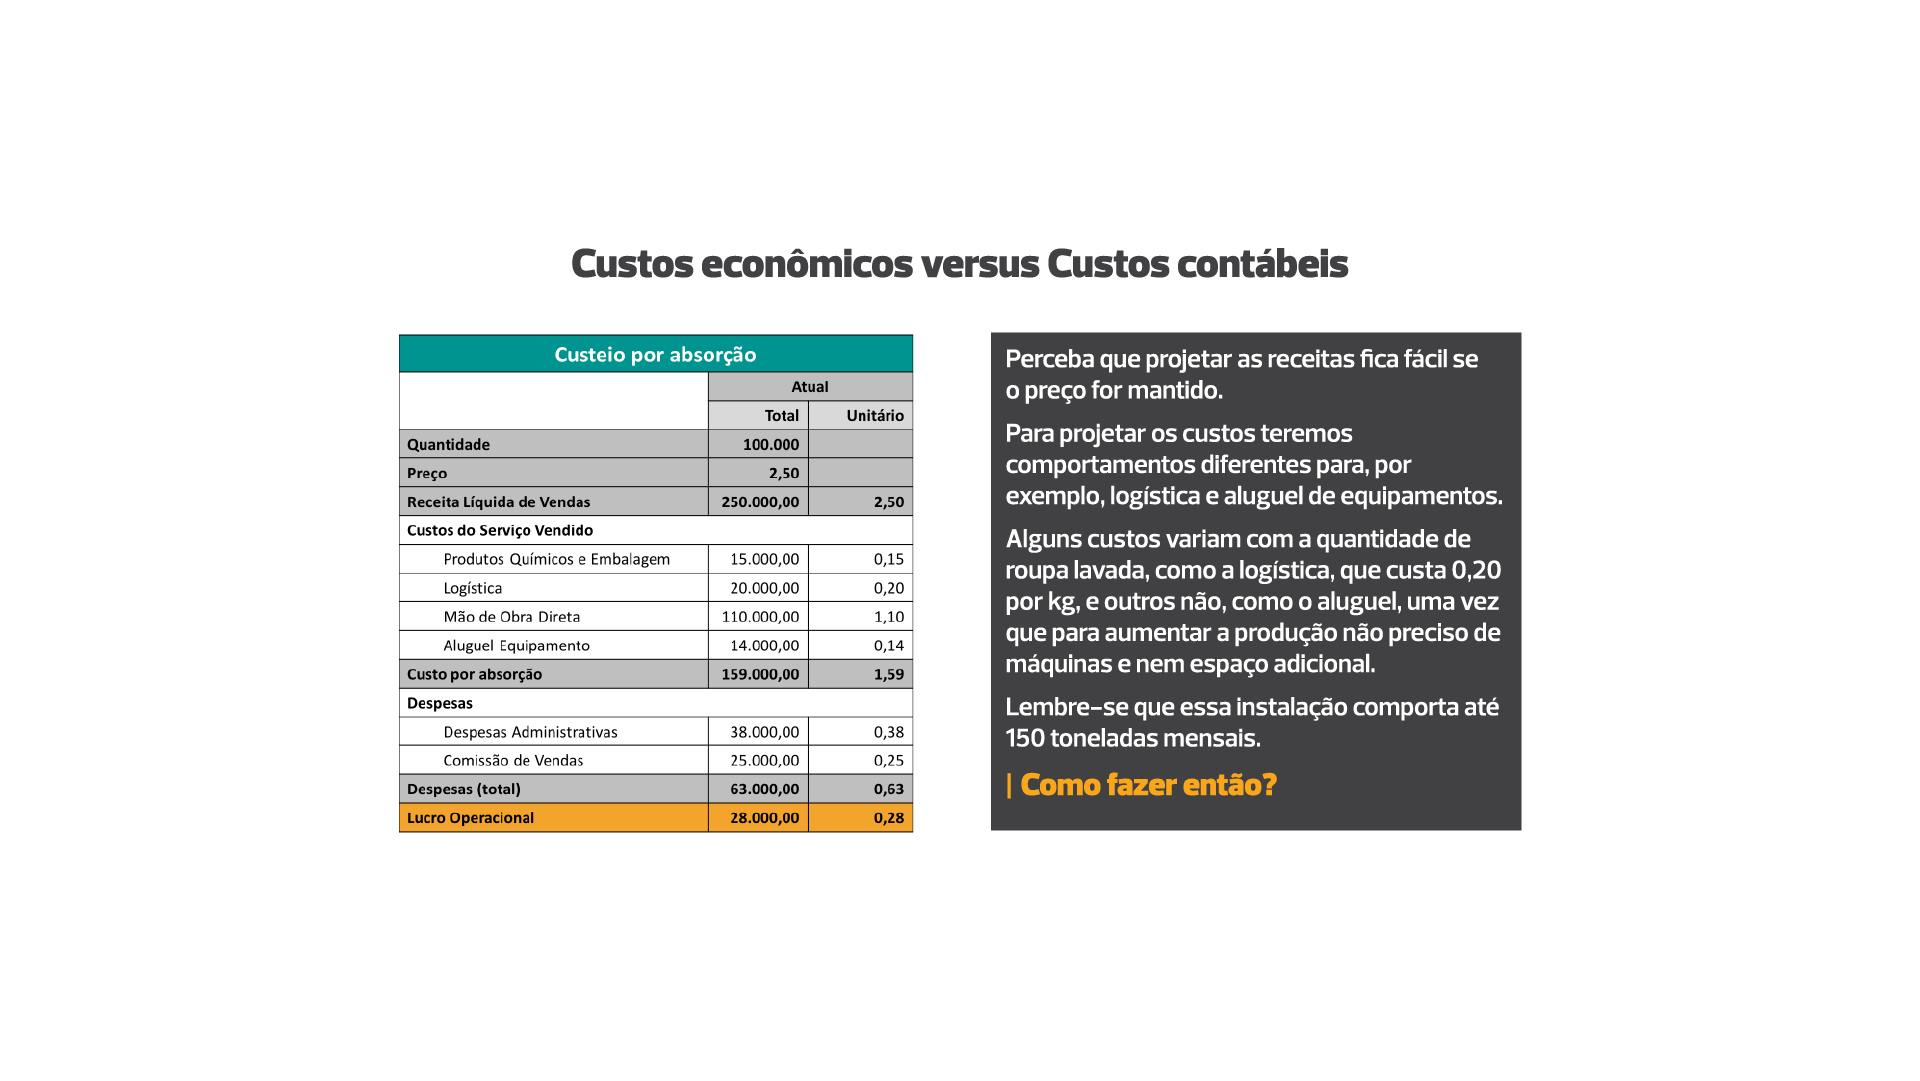 Custos econômicos versus Custos contábeis
Custeio por absorção
Atual
Total Unitário
Quantidade 100.000
Preço 2,50
Receita Líquida de Vendas 250.000,00 2,50
Custos do Serviço Vendido
Produtos Químicos e Embalagem 15.000,00 0,15
Logística 20.000,00 0,20
Mão de Obra Direta 110.000,00 1,10
Aluguel Equipamento 14.000,00 0,14
Custo por absorção 159.000,00 1,59
Despesas
Despesas Administrativas 38.000,00 0,38
Comissão de Vendas 25.000,00 0,25
Despesas (total) 63.000,00 0,63
Lucro Operacional 28.000,00 0,28
Perceba que projetar as receitas fica fácil se
o preço for mantido.
Para projetar os custos teremos
comportamentos diferentes para, por
exemplo, logística e aluguel de equipamentos.
Alguns custos variam com a quantidade de
roupa lavada, como a logística, que custa 0,20
por kg, e outros não, como o aluguel, uma vez
que para aumentar a produção não preciso de
máquinas e nem espaço adicional.
Lembre-se que essa instalação comporta até
150 toneladas mensais.
| Como fazer então?